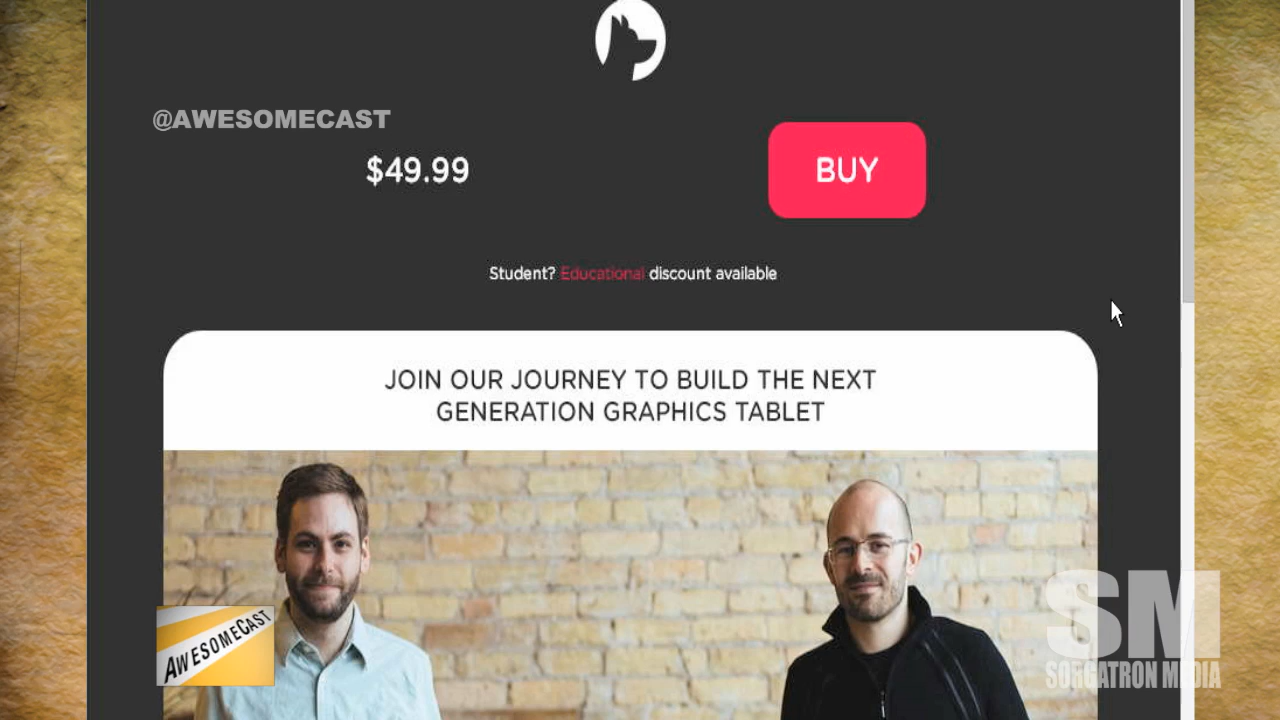 @AWESOMECAST
$49.99
BUY
Student? Educational discount available
JOIN OUR JOURNEY TO BUILD THE NEXT
GENERATION GRAPHICS TABLET
AWESOMECAST
SM
SORGATRON MEDIA